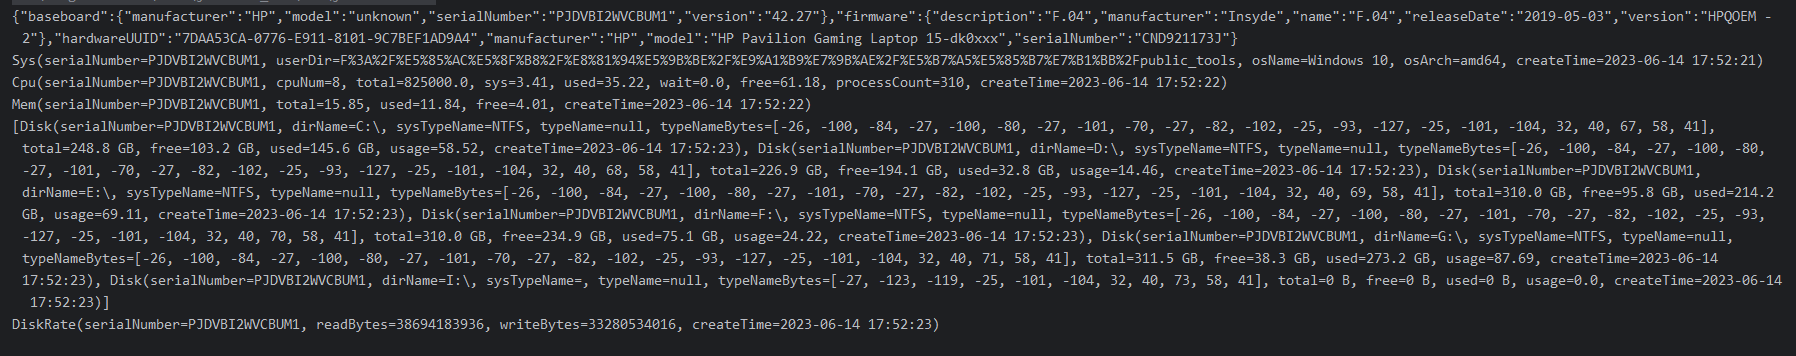 {"baseboard":{"manufacturer":"HP","model":"unknown","serialNumber":"PJDVBI2WVCBUM1","version":"42.27"},"firmware":{"description":"F.04","manufacturer":"Insyde","name":"F.04","releaseDate":"2019-05-03","version":"HPQOEM -
2"},"hardwareUUID":"7DAA53CA-0776-E911-8101-9C7BEF1AD9A4","manufacturer":"HP","model":"HP Pavilion Gaming Laptop 15-dk0xxx","serialNumber":"CND921173J"}
Sys(serialNumber=PJDVBI2WVCBUM1, userDir=F%3A%2F%E5%85%AC%E5%8F%B8%2F%E8%81%94%E5%9B%BE%2F%E9%A1%B9%E7%9B%AE%2F%E5%B7%A5%E5%85%B7%E7%B1%BB%2Fpublic_tools, osName=Windows 10, osArch=amd64, createTime=2023-06-14 17:52:21)
Cpu(serialNumber=PJDVBI2WVCBUM1, cpuNum=8, total=825000.0, sys=3.41, used=35.22, wait=0.0, free=61.18, processCount=310, createTime=2023-06-14 17:52:22)
Mem(serialNumber=PJDVBI2WVCBUM1, total=15.85, used=11.84, free=4.01, createTime=2023-06-14 17:52:22)
[Disk(serialNumber=PJDVBI2WVCBUM1, dirName=C:\, sysTypeName=NTFS, typeName=null, typeNameBytes=[-26, -100, -84, -27, -100, -80, -27, -101, -70, -27, -82, -102, -25, -93, -127, -25, -101, -104, 32, 40, 67, 58, 41],
total=248.8 GB, free=103.2 GB, used=145.6 GB, usage=58.52, createTime=2023-06-14 17:52:23), Disk(serialNumber=PJDVBI2WVCBUM1, dirName=D:\, sysTypeName=NTFS, typeName=null, typeNameBytes=[-26, -100, -84, -27, -100, -80,
-27, -101, -70, -27, -82, -102, -25, -93, -127, -25, -101, -104, 32, 40, 68, 58, 41], total=226.9 GB, free=194.1 GB, used=32.8 GB, usage=14.46, createTime=2023-06-14 17:52:23), Disk(serialNumber=PJDVBI2WVCBUM1,
dirName=E:\, sysTypeName=NTFS, typeName=null, typeNameBytes=[-26, -100, -84, -27, -100, -80, -27, -101, -70, -27, -82, -102, -25, -93, -127, -25, -101, -104, 32, 40, 69, 58, 41], total=310.0 GB, free=95.8 GB, used=214.2
GB, usage=69.11, createTime=2023-06-14 17:52:23), Disk(serialNumber=PJDVBI2WVCBUM1, dirName=F:\, sysTypeName=NTFS, typeName=null, typeNameBytes=[-26, -100, -84, -27, -100, -80, -27, -101, -70, -27, -82, -102, -25, -93,
-127, -25, -101, -104, 32, 40, 70, 58, 41], total=310.0 GB, free=234.9 GB, used=75.1 GB, usage=24.22, createTime=2023-06-14 17:52:23), Disk(serialNumber=PJDVBI2WVCBUM1, dirName=G:\, sysTypeName=NTFS, typeName=null,
typeNameBytes=[-26, -100, -84, -27, -100, -80, -27, -101, -70, -27, -82, -102, -25, -93, -127, -25, -101, -104, 32, 40, 71, 58, 41], total=311.5 GB, free=38.3 GB, used=273.2 GB, usage=87.69, createTime=2023-06-14
17:52:23), Disk(serialNumber=PJDVBI2WVCBUM1, dirName=I:\, sysTypeName=, typeName=null, typeNameBytes=[-27, -123, -119, -25, -101, -104, 32, 40, 73, 58, 41], total=0 B, free=0 B, used=0 B, usage=0.0, createTime=2023-06-14
17:52:23)]
DiskRate(serialNumber=PJDVBI2WVCBUM1, readBytes=38694183936, writeBytes=33280534016, createTime=2023-06-14 17:52:23)